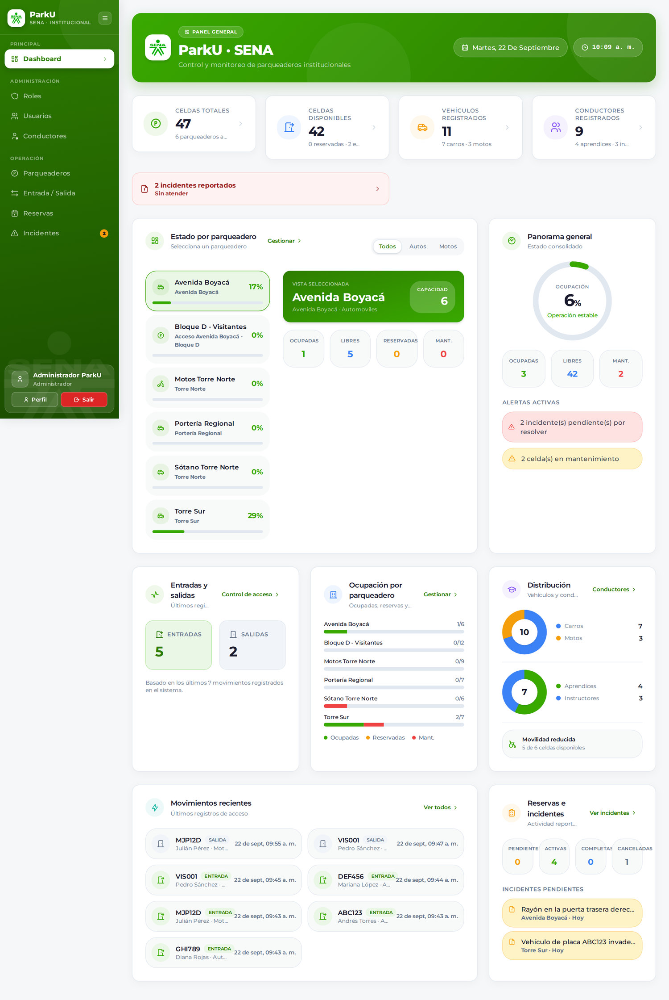 SENA
ParkU
SENA · INSTITUCIONAL
PRINCIPAL
Dashboard
ADMINISTRACIÓN
Roles
Usuarios
Conductores
OPERACIÓN
Parqueaderos
Entrada / Salida
Reservas
Incidentes
2
SENA
Administrador ParkU
Administrador
Perfil
Salir
SENA
PANEL GENERAL
ParkU · SENA
Control y monitoreo de parqueaderos institucionales
Martes, 22 De Septiembre
10:09 a. m.
CELDAS TOTALES
47
6 parqueaderos a...
CELDAS
DISPONIBLES
42
0 reservadas · 2 e...
VEHÍCULOS
REGISTRADOS
11
7 carros · 3 motos
CONDUCTORES
REGISTRADOS
9
4 aprendices · 3 in...
2 incidentes reportados
Sin atender
Estado por parqueadero
Selecciona un parqueadero
Gestionar
Todos
Autos
Motos
Avenida Boyacá
Avenida Boyacá
17%
Bloque D - Visitantes
Acceso Avenida Boyacá -
Bloque D
0%
Motos Torre Norte
Torre Norte
0%
Portería Regional
Portería Regional
0%
Sótano Torre Norte
Torre Norte
0%
Torre Sur
Torre Sur
29%
VISTA SELECCIONADA
Avenida Boyacá
Avenida Boyacá · Automoviles
CAPACIDAD
6
OCUPADAS
1
LIBRES
5
RESERVADAS
0
MANT.
0
Panorama general
Estado consolidado
OCUPACIÓN
6%
Operación estable
OCUPADAS
3
LIBRES
42
MANT.
2
ALERTAS ACTIVAS
2 incidente(s) pendiente(s) por
resolver
2 celda(s) en mantenimiento
Entradas y
salidas
Últimos regi...
Control de acceso
ENTRADAS
5
SALIDAS
2
Basado en los últimos 7 movimientos registrados
en el sistema.
Ocupación por
parqueadero
Ocupadas, reservas y...
Gestionar
Avenida Boyacá 1/6
Bloque D - Visitantes 0/12
Motos Torre Norte 0/9
Portería Regional 0/7
Sótano Torre Norte 0/6
Torre Sur 2/7
Ocupadas
Reservadas
Mant.
Distribución
Vehículos y cond...
Conductores
10
Carros 7
Motos 3
7
Aprendices 4
Instructores 3
Movilidad reducida
5 de 6 celdas disponibles
Movimientos recientes
Últimos registros de acceso
Ver todos
MJP12D SALIDA
Julián Pérez · Mot...
22 de sept, 09:55 a. m.
VIS001 SALIDA
Pedro Sánchez · ...
22 de sept, 09:47 a. m.
VIS001 ENTRADA
Pedro Sánchez · ...
22 de sept, 09:45 a. m.
DEF456 ENTRADA
Mariana López · A...
22 de sept, 09:44 a. m.
MJP12D ENTRADA
Julián Pérez · Mot...
22 de sept, 09:43 a. m.
ABC123 ENTRADA
Andrés Torres · A...
22 de sept, 09:43 a. m.
GHI789 ENTRADA
Diana Rojas · Aut...
22 de sept, 09:43 a. m.
Reservas e
incidentes
Actividad report...
Ver incidentes
PENDIENTES
0
ACTIVAS
4
COMPLETAS
0
CANCELADAS
1
INCIDENTES PENDIENTES
Rayón en la puerta trasera derec...
Avenida Boyacá · Hoy
Vehículo de placa ABC123 invade...
Torre Sur · Hoy